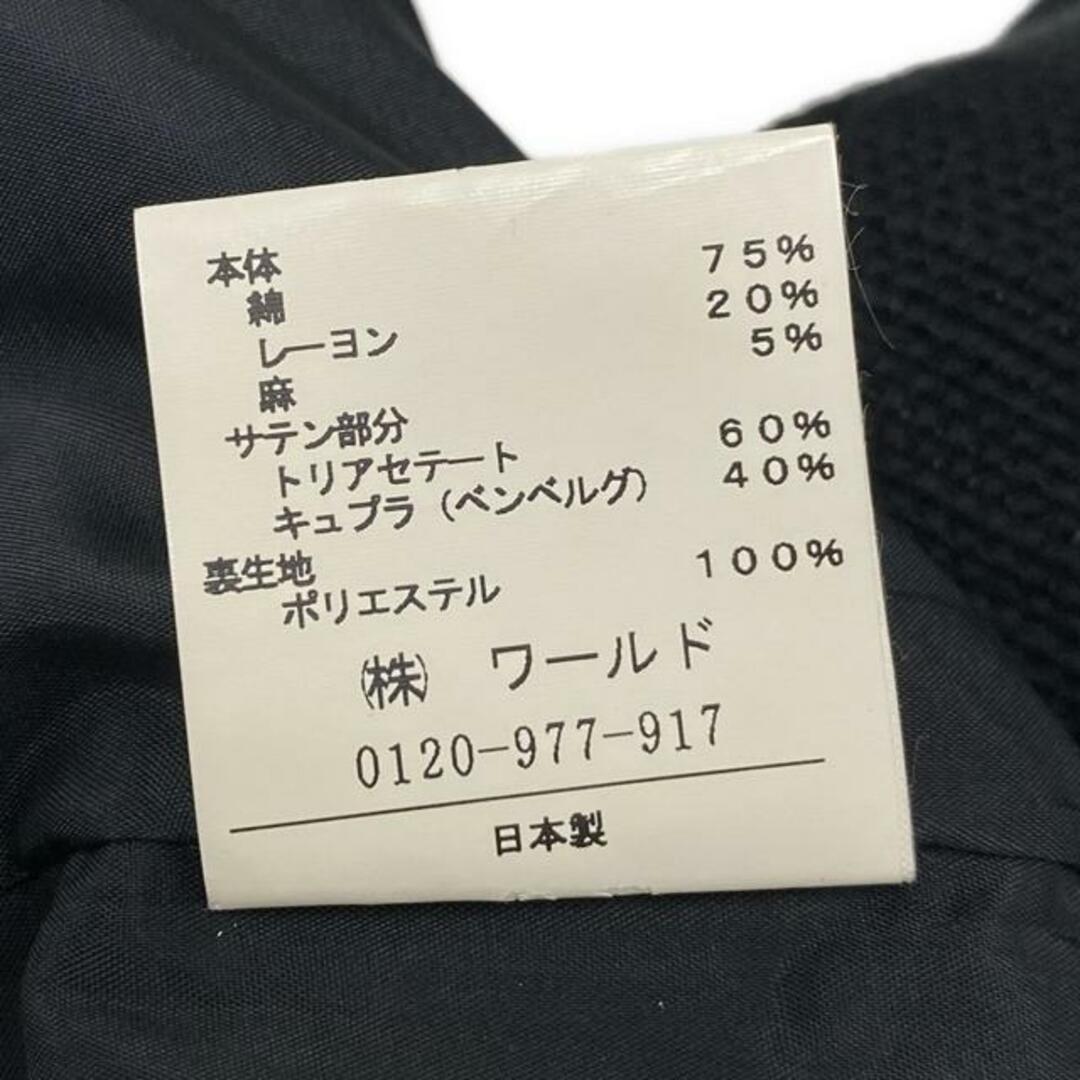 本体
綿 75%
レーヨン 20%
麻 5%
サテン部分
トリアセテート 60%
キュプラ（ベンベルグ） 40%
裏生地
ポリエステル 100%
㈱ ワールド
0120-977-917
日本製